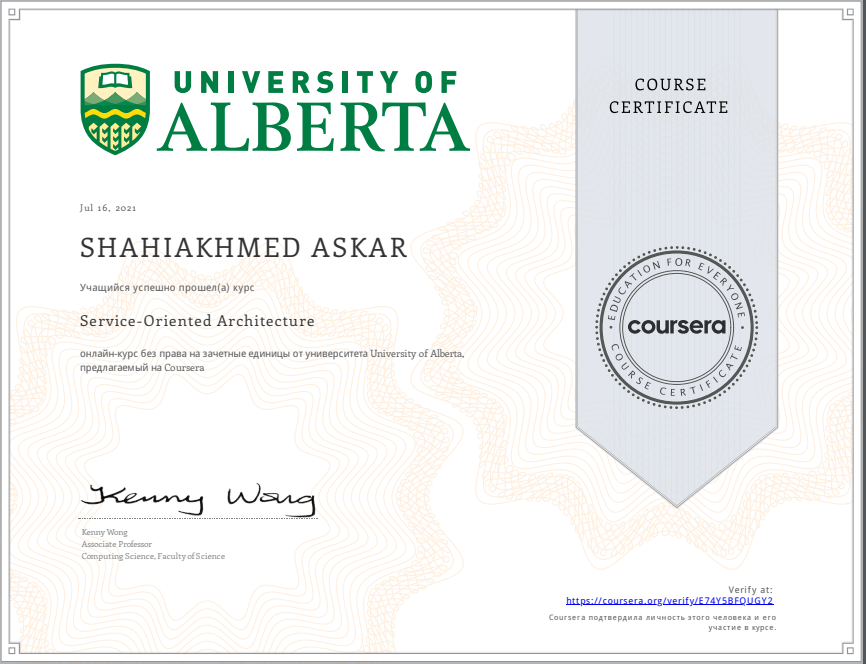 UNIVERSITY OF
ALBERTA
COURSE
CERTIFICATE
Jul 16, 2021
SHAHIAKHMED ASKAR
Учащийся успешно прошел(а) курс
Service-Oriented Architecture
онлайн-курс без права на зачетные единицы от университета University of Alberta,
предлагаемый на Coursera
EDUCATION FOR EVERYONE
coursera
COURSE CERTIFICATE
Kenny Wong
Kenny Wong
Associate Professor
Computing Science, Faculty of Science
Verify at:
https://coursera.org/verify/E74Y5BFQUGY2
Coursera подтвердила личность этого человека и его
участие в курсе.